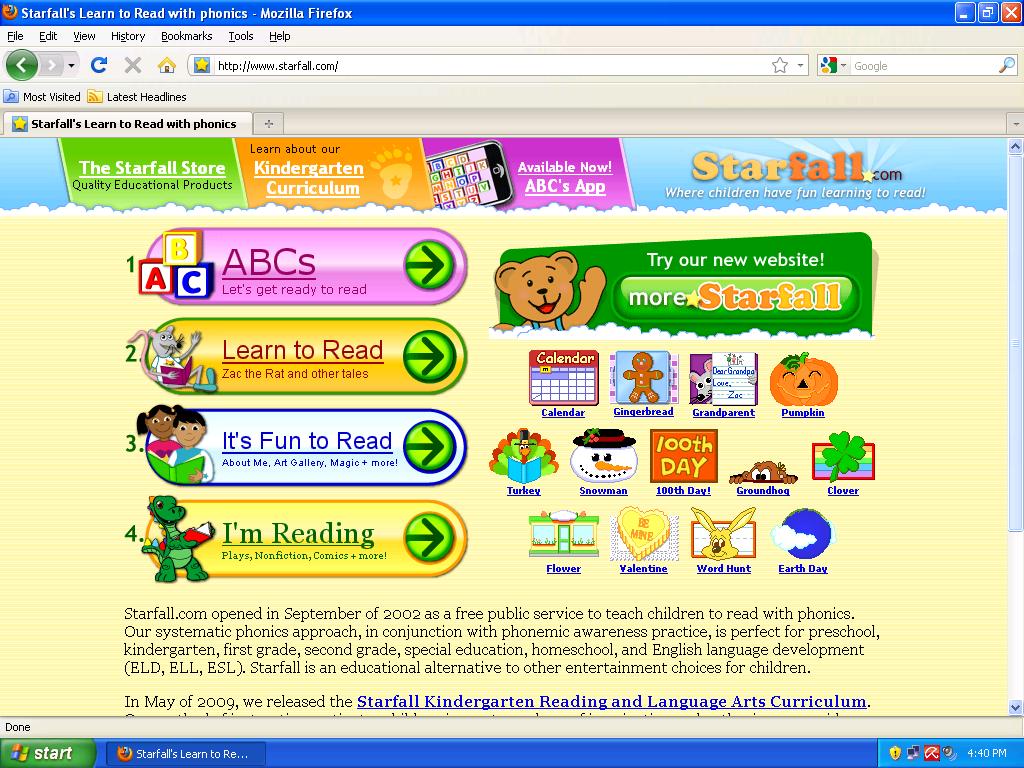 Starfall's Learn to Read with phonics - Mozilla Firefox
File Edit View History Bookmarks Tools Help
http://www.starfall.com/
Google
Most Visited Latest Headlines
Starfall's Learn to Read with phonics
The Starfall Store
Quality Educational Products
Learn about our
Kindergarten
Curriculum
Available Now!
ABC's App
Starfall.com
Where children have fun learning to read!
1
A B C
ABCs
Let's get ready to read
2.
Learn to Read
Zac the Rat and other tales
3.
It's Fun to Read
About Me, Art Gallery, Magic + more!
4.
I'm Reading
Plays, Nonfiction, Comics + more!
Try our new website!
more Starfall
Calendar
Dear Grandpa
Love,
Zac
Calendar Gingerbread Grandparent Pumpkin
100th
DAY
Turkey Snowman 100th Day! Groundhog Clover
BE
MINE
Flower Valentine Word Hunt Earth Day
Starfall.com opened in September of 2002 as a free public service to teach children to read with phonics.
Our systematic phonics approach, in conjunction with phonemic awareness practice, is perfect for preschool,
kindergarten, first grade, second grade, special education, homeschool, and English language development
(ELD, ELL, ESL). Starfall is an educational alternative to other entertainment choices for children.
In May of 2009, we released the Starfall Kindergarten Reading and Language Arts Curriculum.
Done
start
Starfall's Learn to Re...
4:40 PM